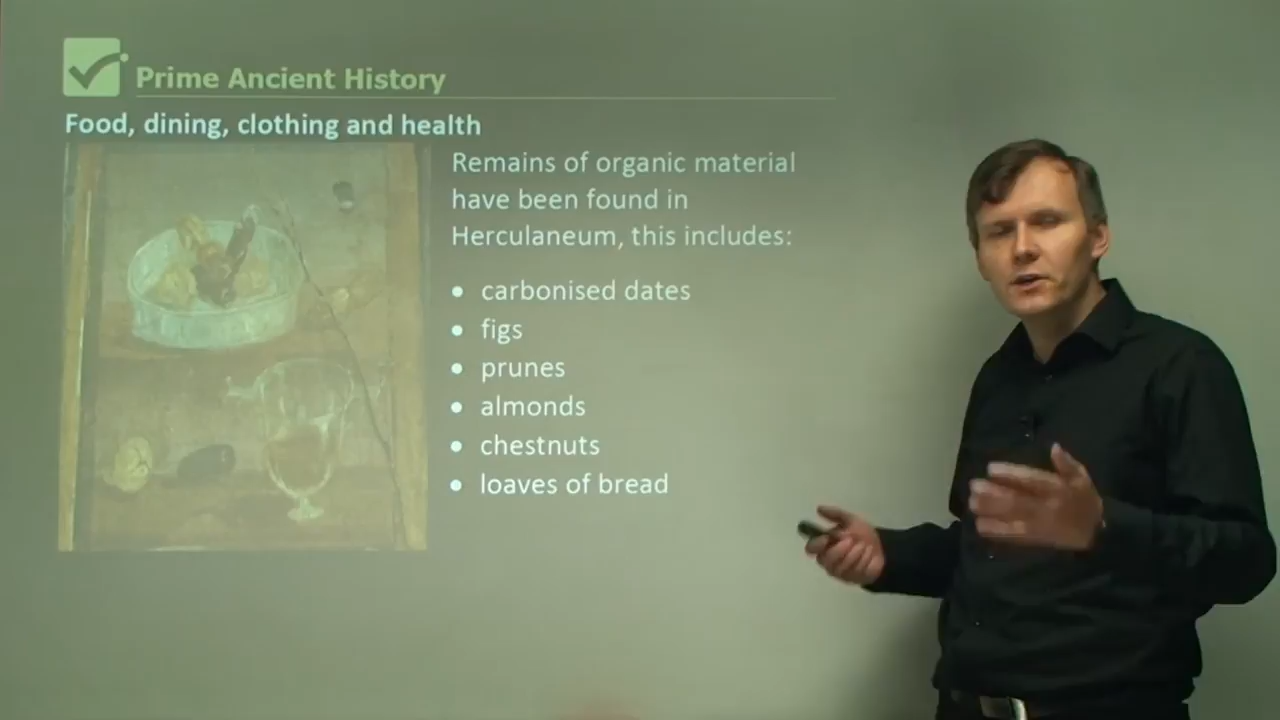 Prime Ancient History
Food, dining, clothing and health
Remains of organic material
have been found in
Herculaneum, this includes:
• carbonised dates
• figs
• prunes
• almonds
• chestnuts
• loaves of bread